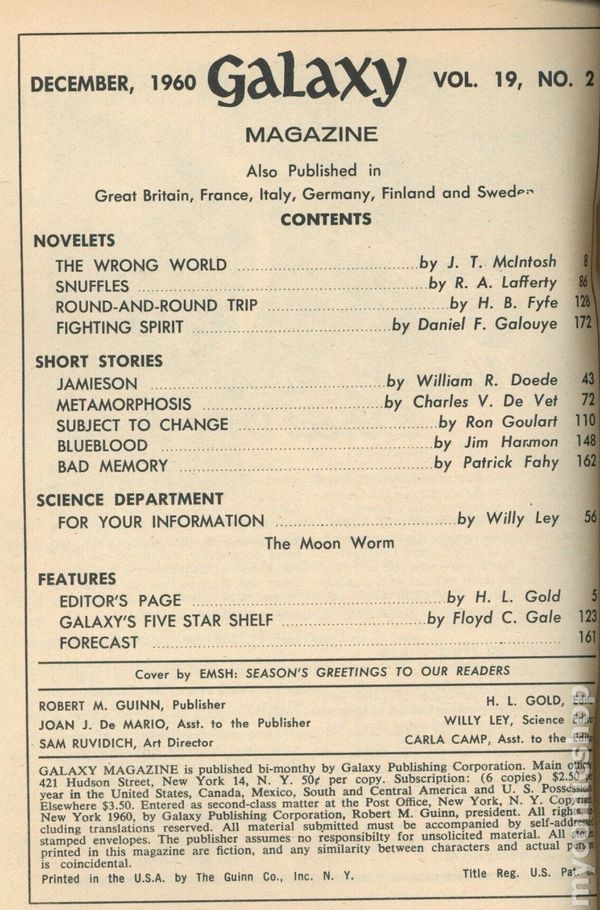 DECEMBER, 1960 GaLaxy VOL. 19, NO. 2
MAGAZINE
Also Published in
Great Britain, France, Italy, Germany, Finland and Sweden
CONTENTS
NOVELETS
THE WRONG WORLD ........................ by J. T. McIntosh 8
SNUFFLES ........................ by R. A. Lafferty 86
ROUND-AND-ROUND TRIP ........................ by H. B. Fyfe 128
FIGHTING SPIRIT ........................ by Daniel F. Galouye 172
SHORT STORIES
JAMIESON ........................ by William R. Doede 43
METAMORPHOSIS ........................ by Charles V. De Vet 72
SUBJECT TO CHANGE ........................ by Ron Goulart 110
BLUEBLOOD ........................ by Jim Harmon 148
BAD MEMORY ........................ by Patrick Fahy 162
SCIENCE DEPARTMENT
FOR YOUR INFORMATION ........................ by Willy Ley 56
The Moon Worm
FEATURES
EDITOR'S PAGE ........................ by H. L. Gold 5
GALAXY'S FIVE STAR SHELF ........................ by Floyd C. Gale 123
FORECAST ........................ 161
Cover by EMSH: SEASON'S GREETINGS TO OUR READERS
ROBERT M. GUINN, Publisher H. L. GOLD,
JOAN J. De MARIO, Asst. to the Publisher WILLY LEY, Science
SAM RUVIDICH, Art Director CARLA CAMP, Asst. to the
GALAXY MAGAZINE is published bi-monthly by Galaxy Publishing Corporation. Main
421 Hudson Street, New York 14, N. Y. 50¢ per copy. Subscription: (6 copies) $2.50
year in the United States, Canada, Mexico, South and Central America and U. S.
Elsewhere $3.50. Entered as second-class matter at the Post Office, New York, N. Y.
New York 1960, by Galaxy Publishing Corporation, Robert M. Guinn, president. All
cluding translations reserved. All material submitted must be accompanied by
stamped envelopes. The publisher assumes no responsibilty for unsolicited material. All
printed in this magazine are fiction, and any similarity between characters and actual
is coincidental.
Printed in the U.S.A. by The Guinn Co., Inc. N. Y. Title Reg. U. S. Pat.